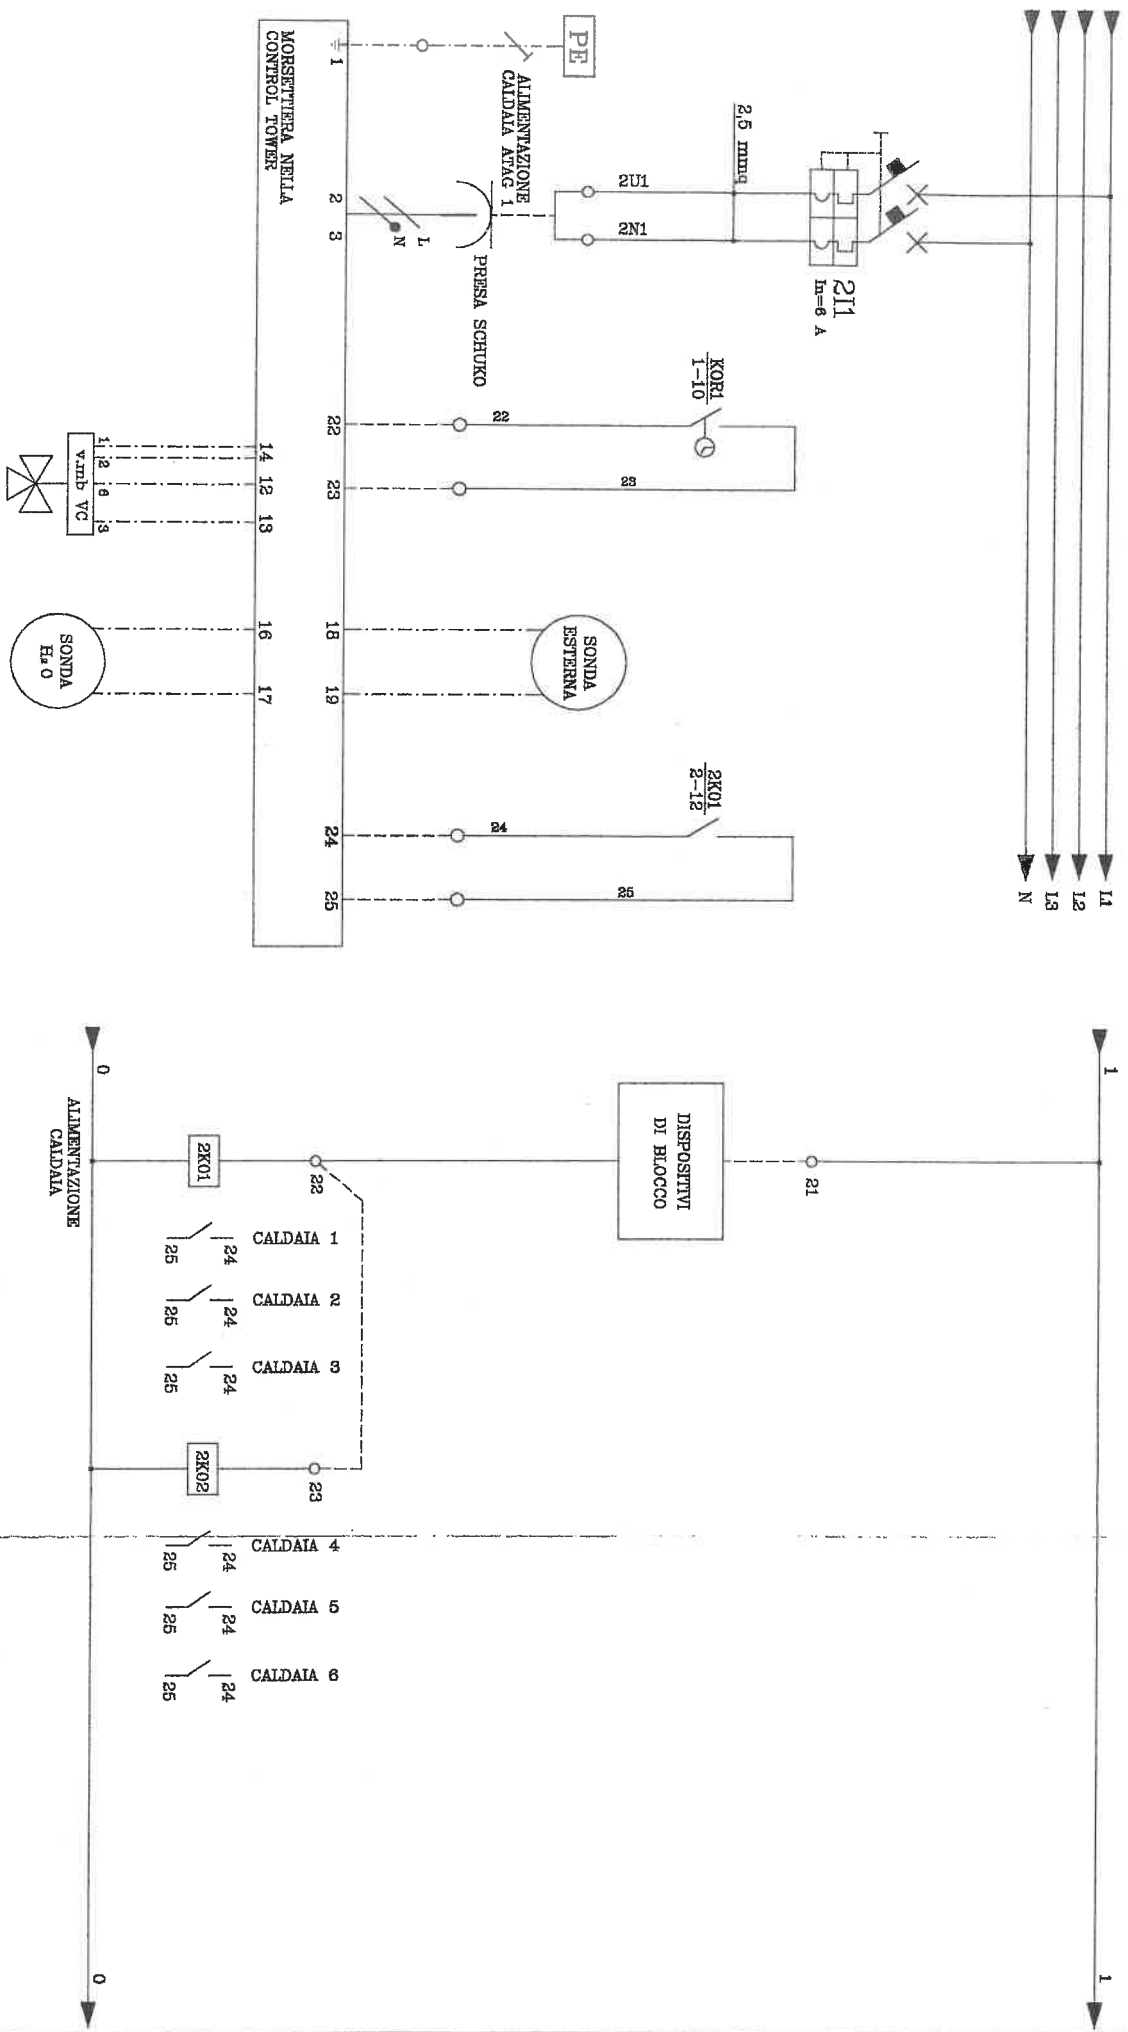 L1
L2
L3
N
2I1
In=6 A
2,5 mmq
2U1
2N1
PE
ALIMENTAZIONE
CALDAIA ATAG 1
PRESA SCHUKO
L
N
KOR1
1-10
22
23
SONDA
ESTERNA
2K01
2-12
24
25
1
2
3
22
23
18
19
24
25
MORSETTIERA NELLA
CONTROL TOWER
14
12
13
16
17
1
2
6
3
v.mb VC
SONDA
H2O
1
1
21
DISPOSITIVI
DI BLOCCO
22
23
2K01
CALDAIA 1
24
25
CALDAIA 2
24
25
CALDAIA 3
24
25
2K02
CALDAIA 4
24
25
CALDAIA 5
24
25
CALDAIA 6
24
25
0
0
ALIMENTAZIONE
CALDAIA